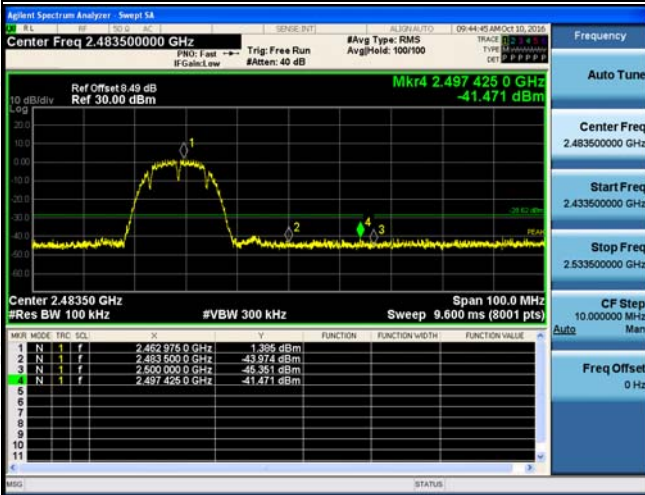 Agilent Spectrum Analyzer - Swept SA
RL RF 50 Ω AC SENSE:INT ALIGN AUTO 09:44:45 AM Oct 10, 2016
Center Freq 2.483500000 GHz
PNO: Fast
IFGain:Low
Trig: Free Run
#Atten: 40 dB
#Avg Type: RMS
Avg|Hold: 100/100
TRACE 1 2 3 4 5 6
TYPE
DET P P P P P P
Ref Offset 8.49 dB
10 dB/div Ref 30.00 dBm
Log
Mkr4 2.497 425 0 GHz
-41.471 dBm
20.0
10.0
0.00
-10.0
-20.0
-30.0
-40.0
-50.0
-60.0
1
2
4
3
PEAK
Center 2.48350 GHz Span 100.0 MHz
#Res BW 100 kHz #VBW 300 kHz Sweep 9.600 ms (8001 pts)
MKR MODE TRC SCL X Y FUNCTION FUNCTION WIDTH FUNCTION VALUE
1 N 1 f 2.462 975 0 GHz 1.385 dBm
2 N 1 f 2.483 500 0 GHz -43.974 dBm
3 N 1 f 2.500 000 0 GHz -45.351 dBm
4 N 1 f 2.497 425 0 GHz -41.471 dBm
5
6
7
8
9
10
11
MSG STATUS
Frequency
Auto Tune
Center Freq
2.483500000 GHz
Start Freq
2.433500000 GHz
Stop Freq
2.533500000 GHz
CF Step
10.000000 MHz
Auto Man
Freq Offset
0 Hz